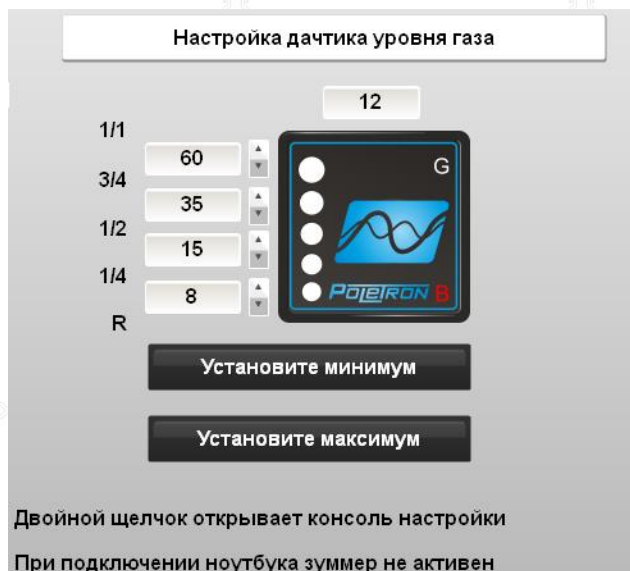 Настройка дачтика уровня газа
12
1/1
60
3/4
35
1/2
15
1/4
8
R
G
POLETRON B
Установите минимум
Установите максимум
Двойной щелчок открывает консоль настройки
При подключении ноутбука зуммер не активен